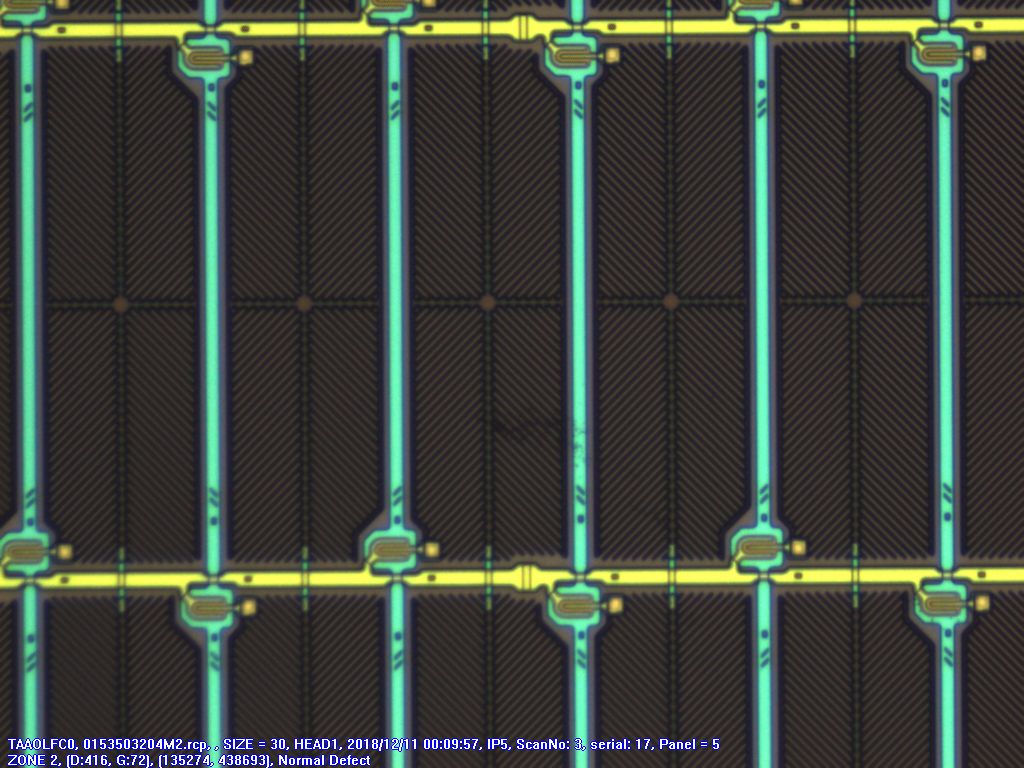 TAAOLFC0, 0153503204M2.rcp, , SIZE = 30, HEAD1, 2018/12/11 00:09:57, IP5, ScanNo: 3, serial: 17, Panel = 5
ZONE 2, (D:416, G:72), (135274, 438693), Normal Defect